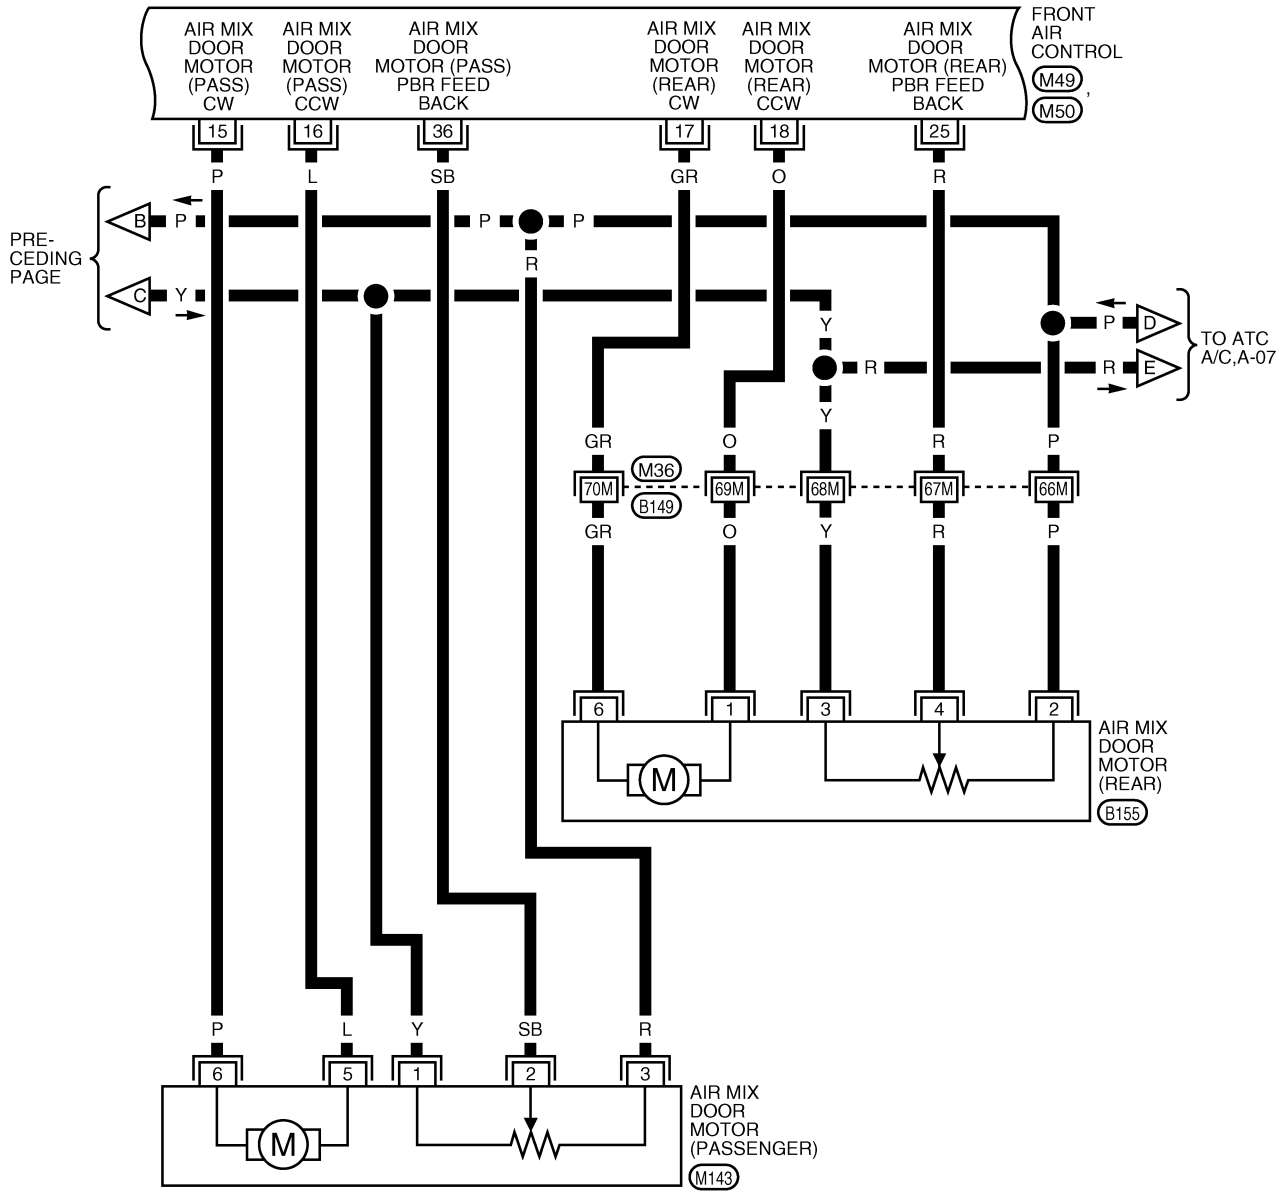 AIR MIX
DOOR
MOTOR
(PASS)
CW
AIR MIX
DOOR
MOTOR
(PASS)
CCW
AIR MIX
DOOR
MOTOR (PASS)
PBR FEED
BACK
AIR MIX
DOOR
MOTOR
(REAR)
CW
AIR MIX
DOOR
MOTOR
(REAR)
CCW
AIR MIX
DOOR
MOTOR (REAR)
PBR FEED
BACK
FRONT
AIR
CONTROL
M49 ,
M50
15 16 36 17 18 25
P L SB GR O R
B P P P
R
PRE-
CEDING
PAGE
C Y
Y
P D
R R E
TO ATC
A/C,A-07
Y
GR O R P
M36
70M 69M 68M 67M 66M
B149
GR O Y R P
6 1 3 4 2
M
AIR MIX
DOOR
MOTOR
(REAR)
B155
P L Y SB R
6 5 1 2 3
M
AIR MIX
DOOR
MOTOR
(PASSENGER)
M143